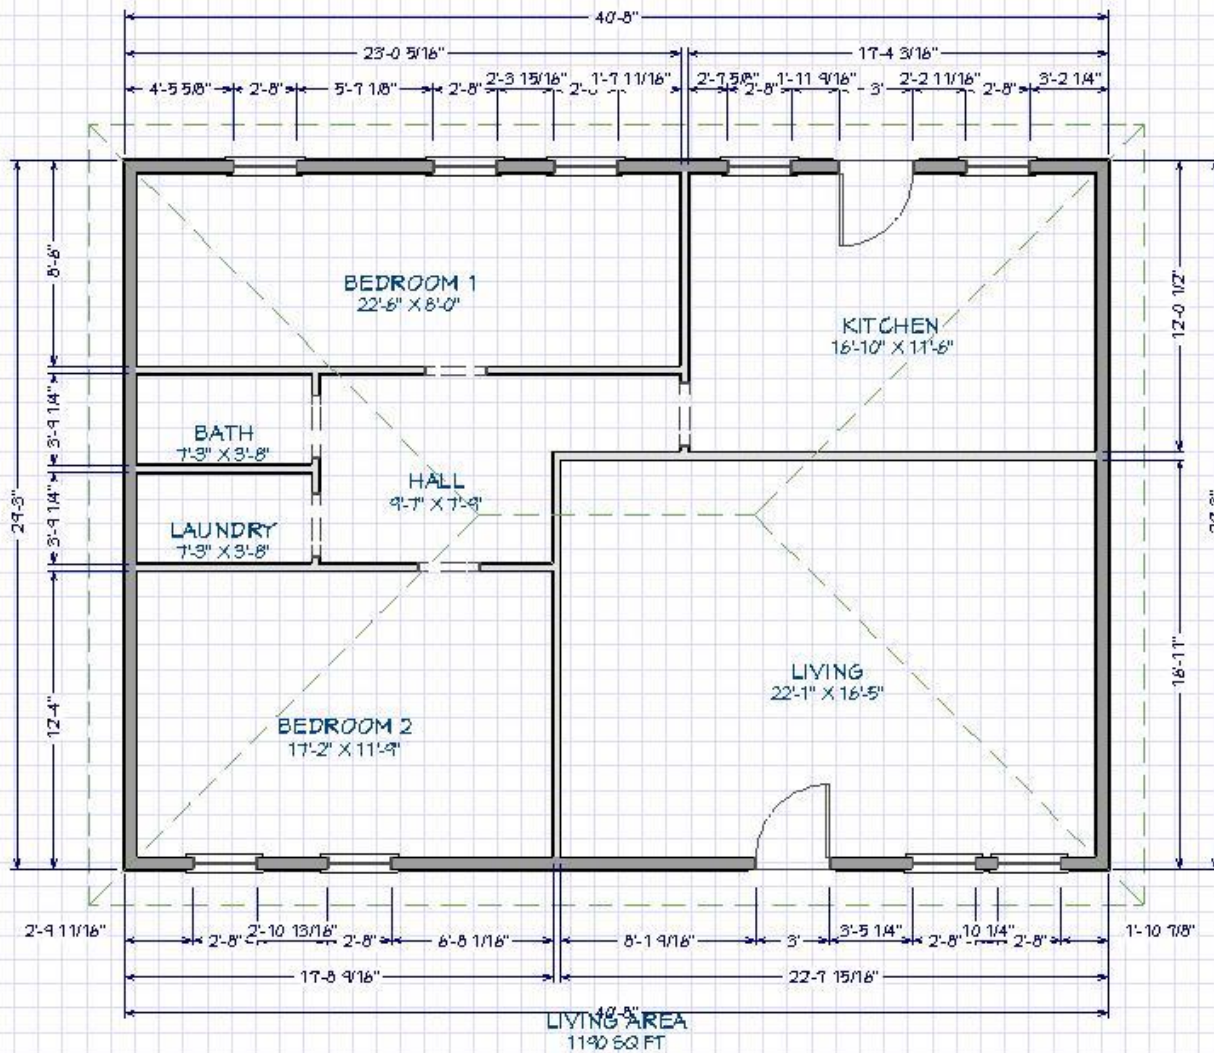 40'-8"
23'-0 5/16" 17'-4 3/16"
2'-3 15/16" 1'-7 11/16" 2'-7 5/8" 1'-11 9/16" 2'-2 11/16" 3'-2 1/4"
4'-5 5/8" 2'-8" 5'-7 1/8" 2'-8" 2'-8" 3' 2'-8"
8'-8"
BEDROOM 1
22'-6" X 8'-0"
12'-0 1/2"
KITCHEN
16'-10" X 11'-6"
3'-9 1/4"
BATH
7'-3" X 3'-8"
HALL
9'-7" X 7'-9"
29'-3"
3'-9 1/4"
LAUNDRY
7'-3" X 3'-8"
LIVING
22'-1" X 16'-5"
16'-11"
12'-4"
BEDROOM 2
17'-2" X 11'-9"
2'-9 11/16" 2'-10 13/16" 3'-5 1/4" 10 1/4" 1'-10 7/8"
2'-8" 2'-8" 6'-8 1/16" 8'-1 9/16" 3' 2'-8" 2'-8"
17'-8 9/16" 22'-7 15/16"
40'-8"
LIVING AREA
1190 SQ FT